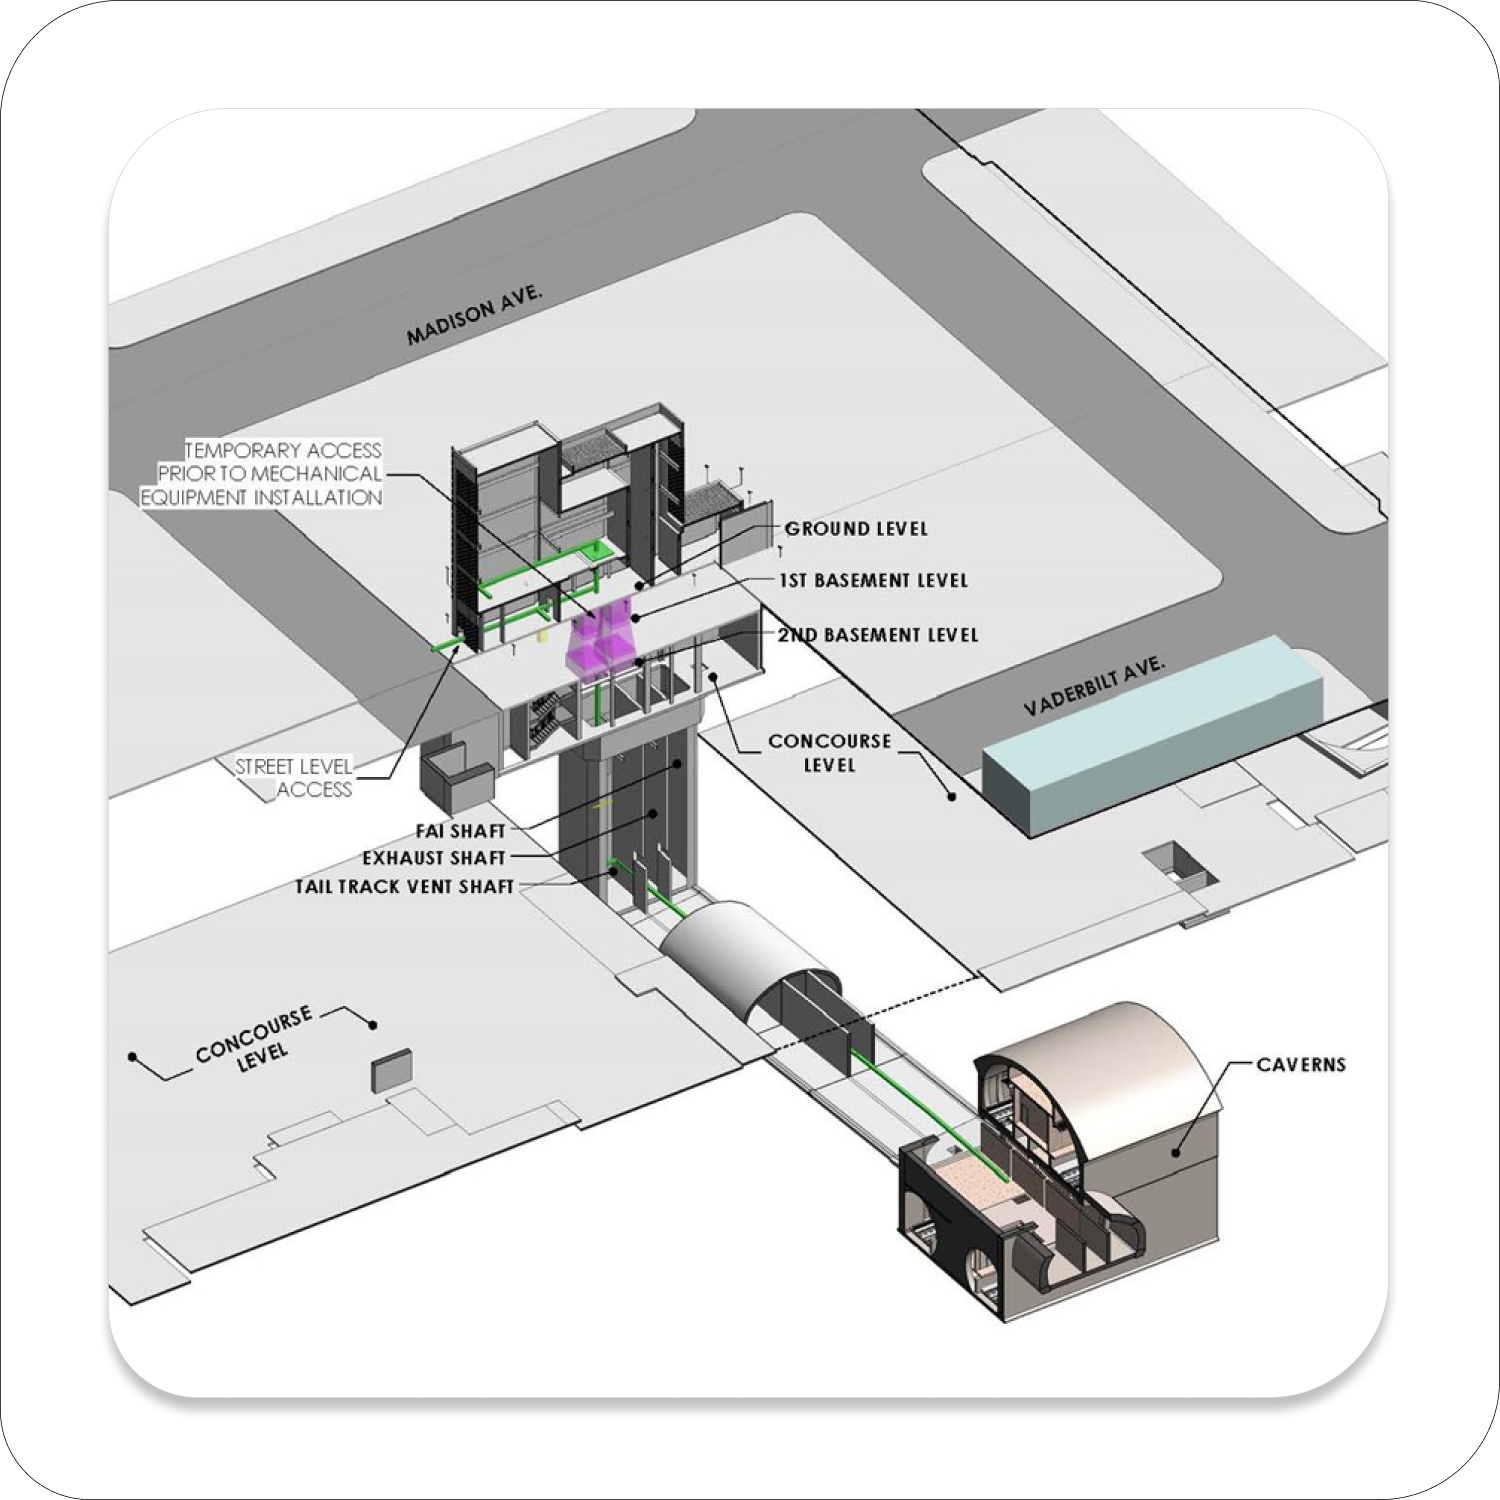 MADISON AVE.
TEMPORARY ACCESS
PRIOR TO MECHANICAL
EQUIPMENT INSTALLATION
GROUND LEVEL
1ST BASEMENT LEVEL
2ND BASEMENT LEVEL
VADERBILT AVE.
CONCOURSE
LEVEL
STREET LEVEL
ACCESS
FAI SHAFT
EXHAUST SHAFT
TAIL TRACK VENT SHAFT
CONCOURSE
LEVEL
CAVERNS